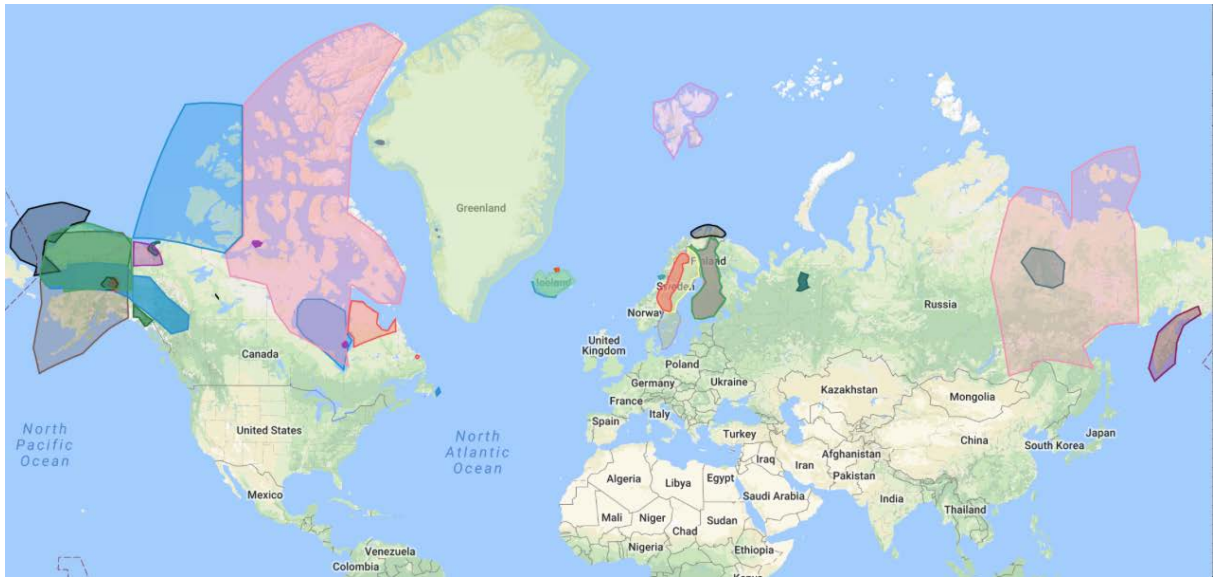 Greenland
Iceland
Finland
Sweden
Norway
Russia
United
Kingdom
Canada
Poland
Germany
Ukraine
Kazakhstan
France
Mongolia
North
Pacific
Ocean
United States
North
Atlantic
Ocean
Spain
Italy
Turkey
China
Japan
South Korea
Afghanistan
Iraq
Iran
Pakistan
Algeria
Libya
Egypt
Saudi Arabia
India
Mexico
Mali
Niger
Chad
Sudan
Thailand
Nigeria
Ethiopia
Venezuela
Colombia
Kenya